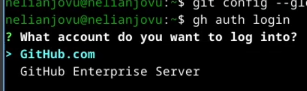 nelianjovu@nelianjovu:~$ git config --glo
nelianjovu@nelianjovu:~$ gh auth login
? What account do you want to log into?
> GitHub.com
GitHub Enterprise Server